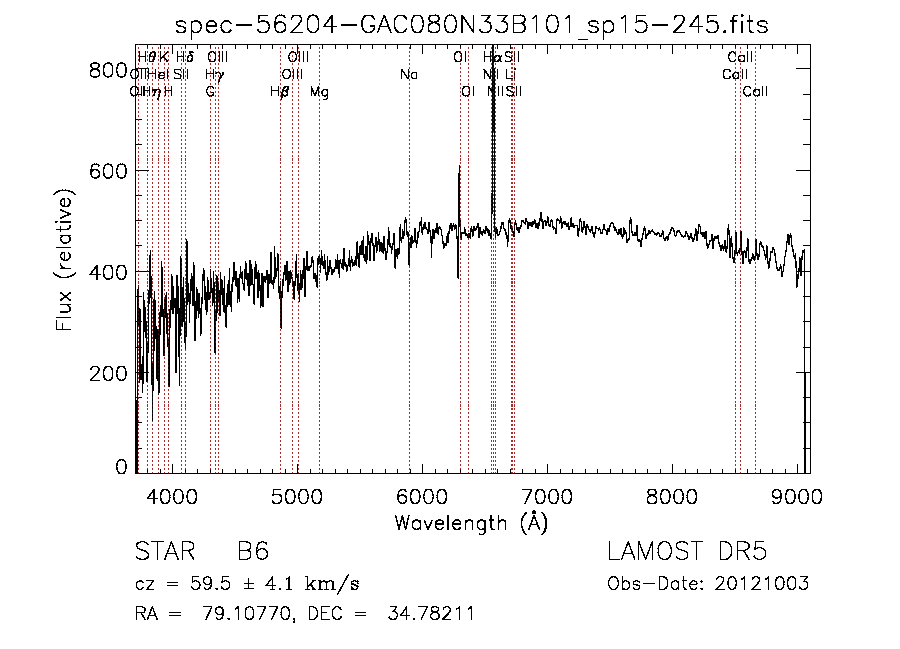 spec-56204-GAC080N33B101_sp15-245.fits
Hθ K Hδ OIII OIII OI Hα SII CaII
OII HeI SII Hγ OIII Na NII Li CaII
OII Hη H G Hβ Mg OI NII SII CaII
800
600
400
200
0
Flux (relative)
4000 5000 6000 7000 8000 9000
Wavelength (Å)
STAR B6 LAMOST DR5
cz = 59.5 ± 4.1 km/s Obs-Date: 20121003
RA = 79.10770, DEC = 34.78211